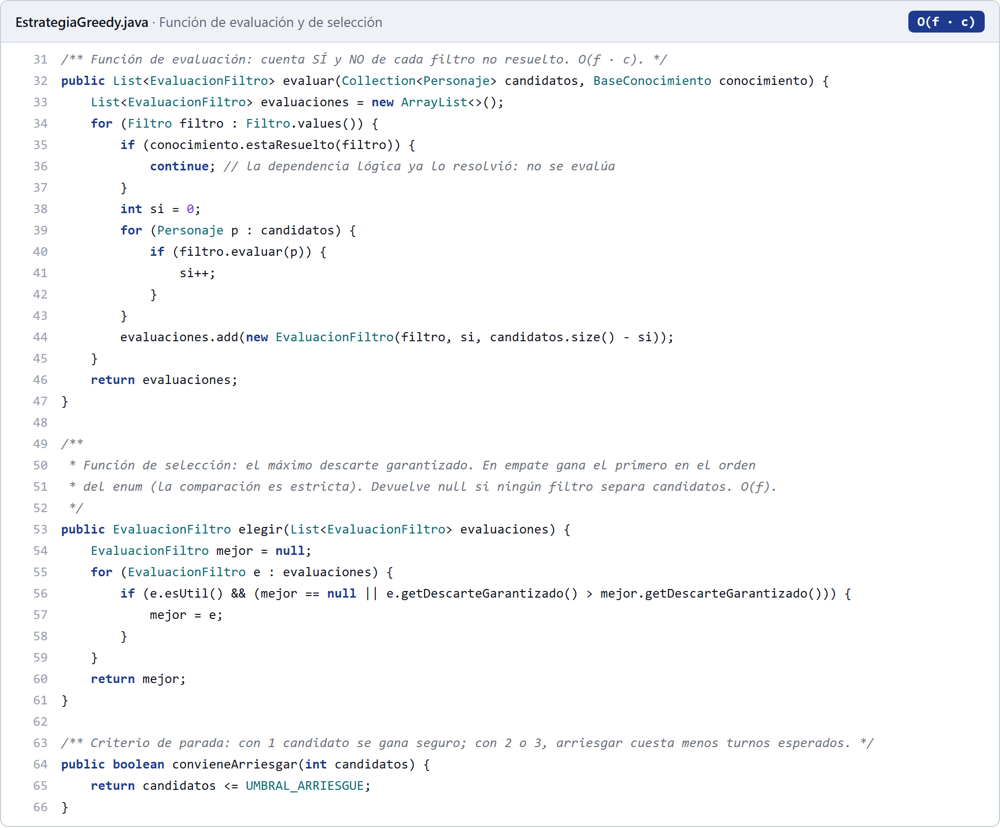 EstrategiaGreedy.java · Función de evaluación y de selección
O(f · c)
31 /** Función de evaluación: cuenta SÍ y NO de cada filtro no resuelto. O(f · c). */
32 public List<EvaluacionFiltro> evaluar(Collection<Personaje> candidatos, BaseConocimiento conocimiento) {
33     List<EvaluacionFiltro> evaluaciones = new ArrayList<>();
34     for (Filtro filtro : Filtro.values()) {
35         if (conocimiento.estaResuelto(filtro)) {
36             continue; // la dependencia lógica ya lo resolvió: no se evalúa
37         }
38         int si = 0;
39         for (Personaje p : candidatos) {
40             if (filtro.evaluar(p)) {
41                 si++;
42             }
43         }
44         evaluaciones.add(new EvaluacionFiltro(filtro, si, candidatos.size() - si));
45     }
46     return evaluaciones;
47 }
48
49 /**
50  * Función de selección: el máximo descarte garantizado. En empate gana el primero en el orden
51  * del enum (la comparación es estricta). Devuelve null si ningún filtro separa candidatos. O(f).
52  */
53 public EvaluacionFiltro elegir(List<EvaluacionFiltro> evaluaciones) {
54     EvaluacionFiltro mejor = null;
55     for (EvaluacionFiltro e : evaluaciones) {
56         if (e.esUtil() && (mejor == null || e.getDescarteGarantizado() > mejor.getDescarteGarantizado())) {
57             mejor = e;
58         }
59     }
60     return mejor;
61 }
62
63 /** Criterio de parada: con 1 candidato se gana seguro; con 2 o 3, arriesgar cuesta menos turnos esperados. */
64 public boolean convieneArriesgar(int candidatos) {
65     return candidatos <= UMBRAL_ARRIESGUE;
66 }